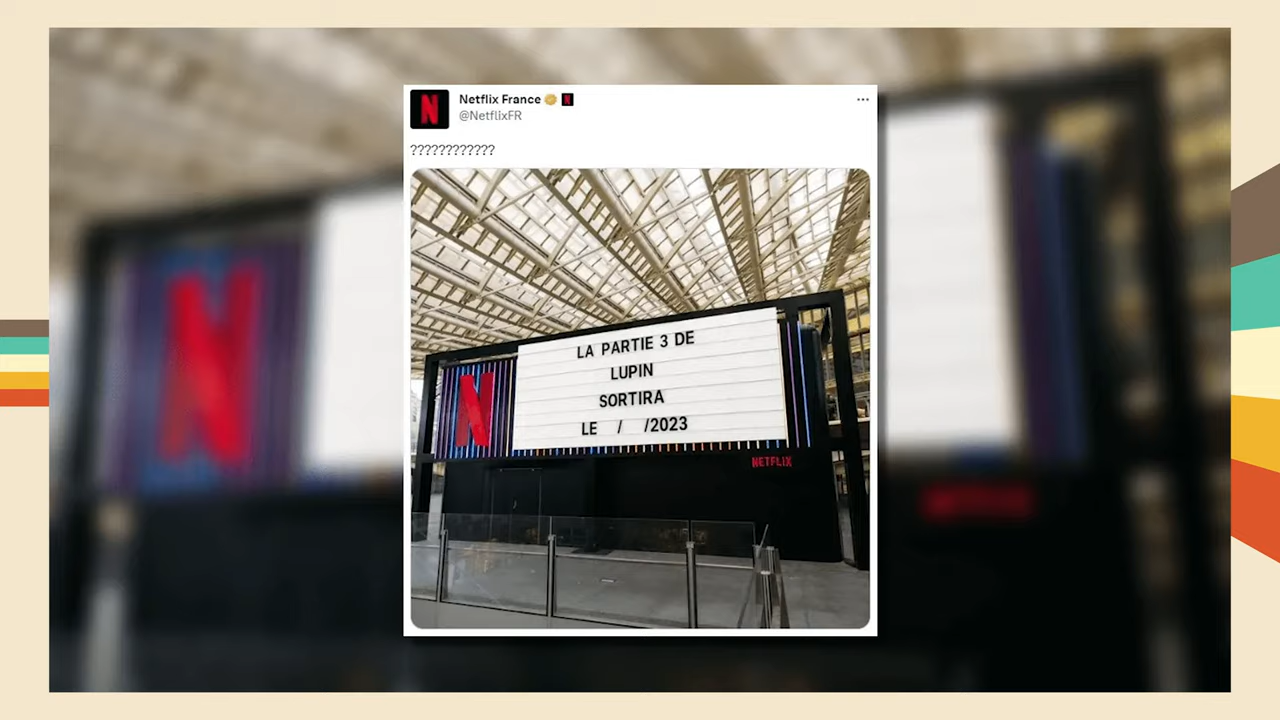 Netflix France
@NetflixFR
????????????
LA PARTIE 3 DE
LUPIN
SORTIRA
LE / /2023
NETFLIX